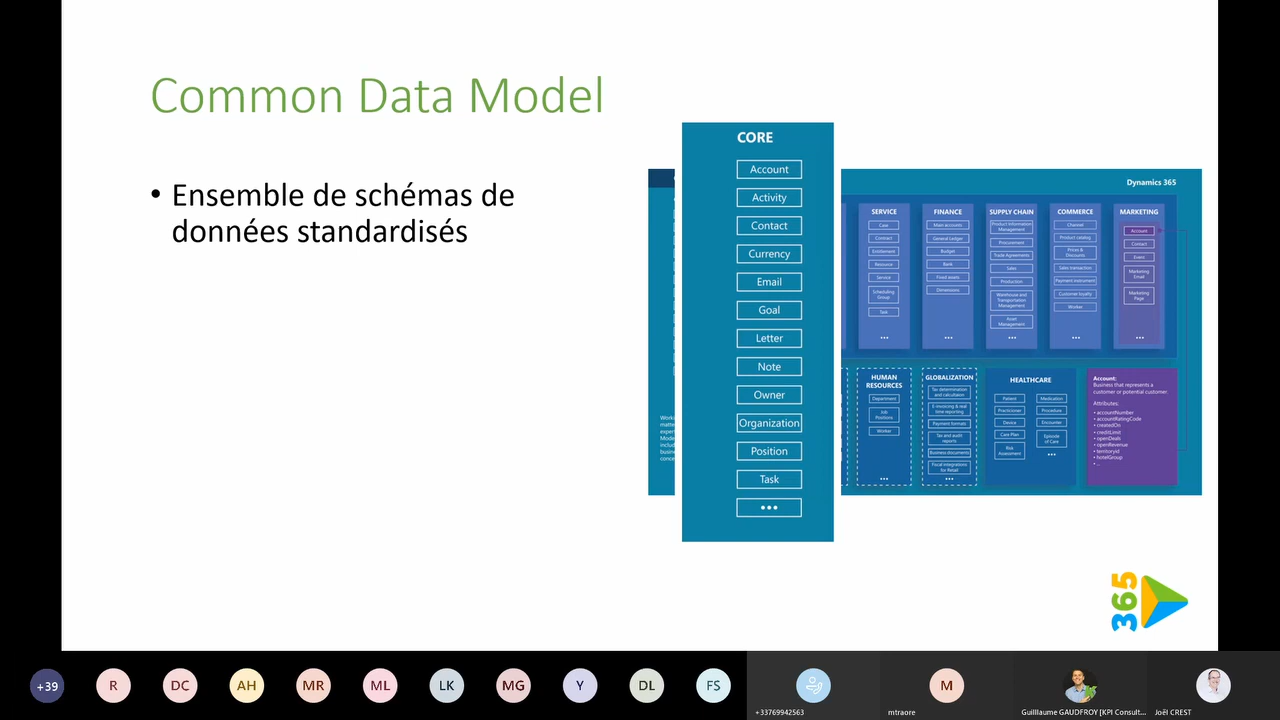 Common Data Model
• Ensemble de schémas de
données standardisés
CORE
Account
Activity
Contact
Currency
Email
Goal
Letter
Note
Owner
Organization
Position
Task
•••
Dynamics 365
SERVICE
Case
Contract
Entitlement
Resource
Service
Scheduling
Group
Task
•••
FINANCE
Main accounts
General Ledger
Budget
Bank
Fixed assets
Dimensions
SUPPLY CHAIN
Product Information
Management
Procurement
Trade Agreements
Sales
Production
Warehouse and
Transportation
Management
Asset
Management
•••
COMMERCE
Channel
Product catalog
Prices &
Discounts
Sales transaction
Payment instrument
Customer loyalty
Worker
•••
MARKETING
Account
Contact
Event
Marketing
Email
Marketing
Page
•••
HUMAN
RESOURCES
Department
Job
Positions
Worker
•••
GLOBALIZATION
Tax determination
and calculation
E-invoicing & real
time reporting
Payment formats
Tax and audit
reports
Business documents
Fiscal integrations
for Retail
•••
HEALTHCARE
Patient
Practitioner
Device
Care Plan
Risk
Assessment
Medication
Procedure
Encounter
Episode
of Care
•••
Account:
Business that represents a
customer or potential customer.
Attributes:
• accountNumber
• accountRatingCode
• createdOn
• creditLimit
• openDeals
• openRevenue
• territoryId
• hotelGroup
• ...
365
+39
R
DC
AH
MR
ML
LK
MG
Y
DL
FS
+33769942563
M
mtraore
Guilllaume GAUDFROY [KPI Consult...
Joël CREST